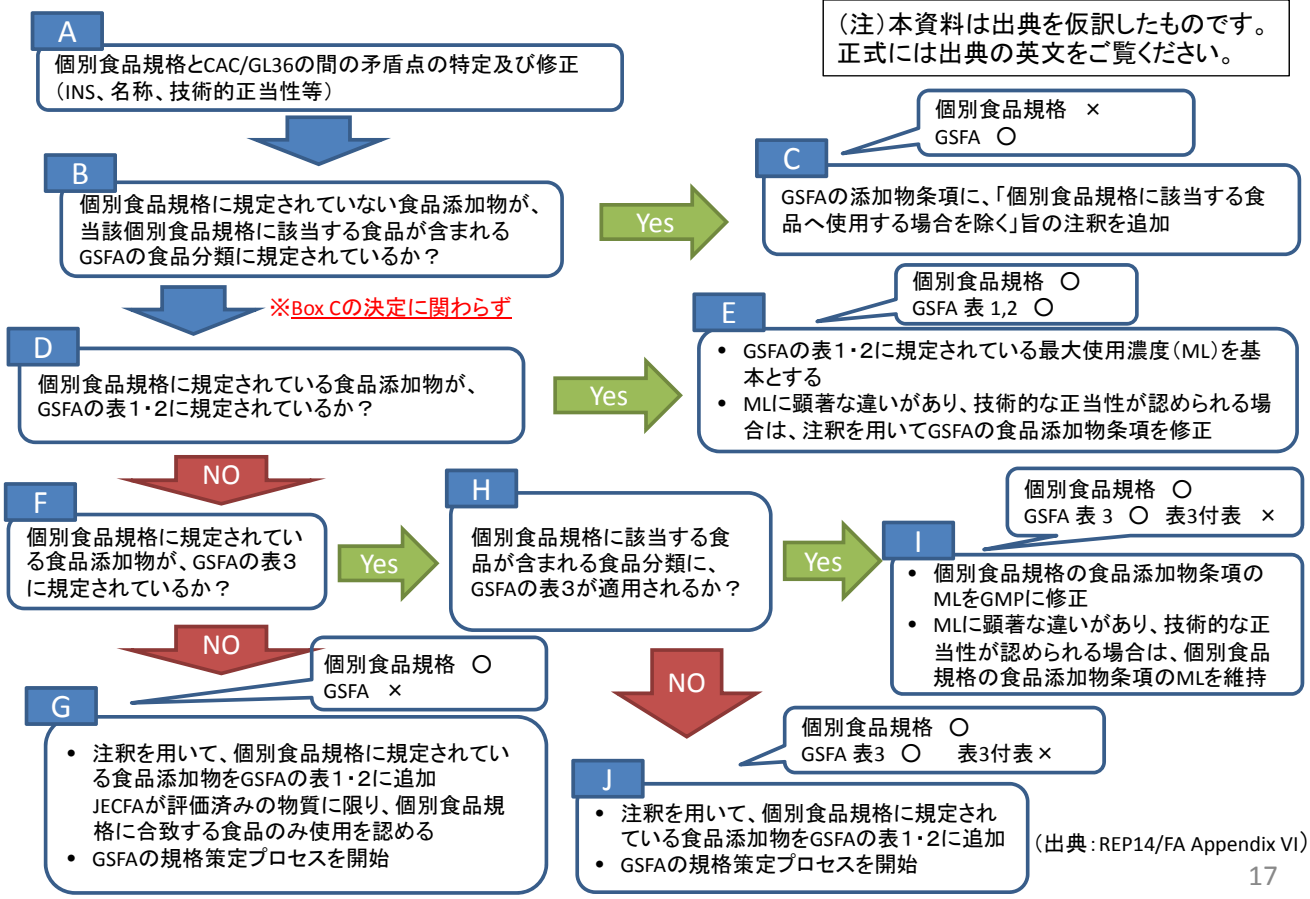 (注)本資料は出典を仮訳したものです。
正式には出典の英文をご覧ください。
A
個別食品規格とCAC/GL36の間の矛盾点の特定及び修正
(INS、名称、技術的正当性等)
個別食品規格 ×
GSFA ○
B
個別食品規格に規定されていない食品添加物が、
当該個別食品規格に該当する食品が含まれる
GSFAの食品分類に規定されているか?
Yes
C
GSFAの添加物条項に、「個別食品規格に該当する食
品へ使用する場合を除く」旨の注釈を追加
※Box Cの決定に関わらず
個別食品規格 ○
GSFA 表 1,2 ○
D
個別食品規格に規定されている食品添加物が、
GSFAの表1・2に規定されているか?
Yes
E
• GSFAの表1・2に規定されている最大使用濃度(ML)を基
本とする
• MLに顕著な違いがあり、技術的な正当性が認められる場
合は、注釈を用いてGSFAの食品添加物条項を修正
NO
F
個別食品規格に規定されてい
る食品添加物が、GSFAの表3
に規定されているか?
Yes
H
個別食品規格に該当する食
品が含まれる食品分類に、
GSFAの表3が適用されるか?
Yes
個別食品規格 ○
GSFA 表 3 ○ 表3付表 ×
I
• 個別食品規格の食品添加物条項の
MLをGMPに修正
• MLに顕著な違いがあり、技術的な正
当性が認められる場合は、個別食品
規格の食品添加物条項のMLを維持
NO
個別食品規格 ○
GSFA ×
G
• 注釈を用いて、個別食品規格に規定されてい
る食品添加物をGSFAの表1・2に追加
JECFAが評価済みの物質に限り、個別食品規
格に合致する食品のみ使用を認める
• GSFAの規格策定プロセスを開始
NO
個別食品規格 ○
GSFA 表3 ○ 表3付表×
J
• 注釈を用いて、個別食品規格に規定され
ている食品添加物をGSFAの表1・2に追加
• GSFAの規格策定プロセスを開始
(出典:REP14/FA Appendix VI)
17